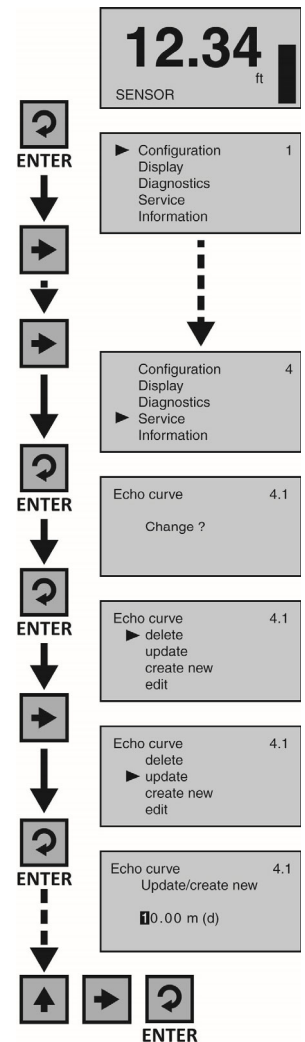 12.34
ft
SENSOR
ENTER
Configuration 1
Display
Diagnostics
Service
Information
Configuration 4
Display
Diagnostics
Service
Information
ENTER
Echo curve 4.1
Change ?
ENTER
Echo curve 4.1
delete
update
create new
edit
Echo curve 4.1
delete
update
create new
edit
ENTER
Echo curve 4.1
Update/create new
10.00 m (d)
ENTER